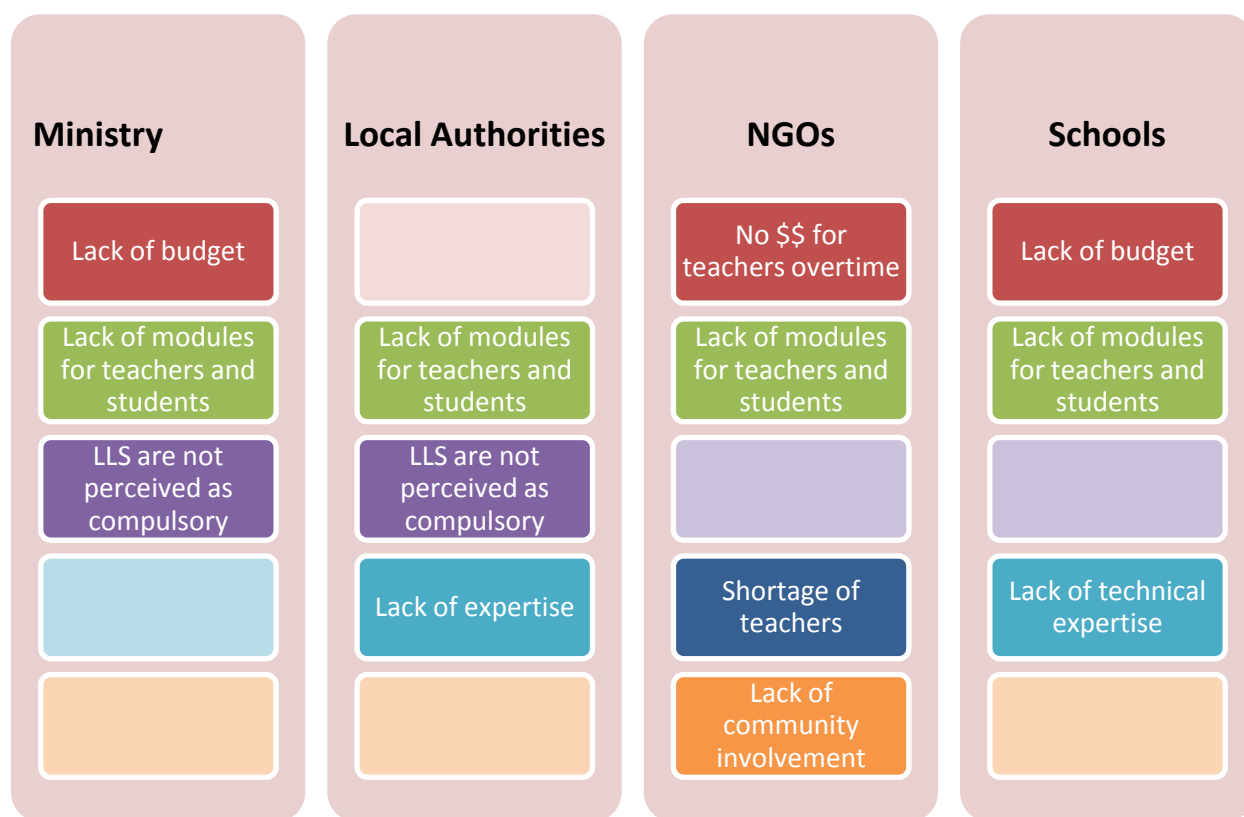 Ministry
Lack of budget
Lack of modules
for teachers and
students
LLS are not
perceived as
compulsory
Local Authorities
Lack of modules
for teachers and
students
LLS are not
perceived as
compulsory
Lack of expertise
NGOs
No $$ for
teachers overtime
Lack of modules
for teachers and
students
Shortage of
teachers
Lack of
community
involvement
Schools
Lack of budget
Lack of modules
for teachers and
students
Lack of technical
expertise